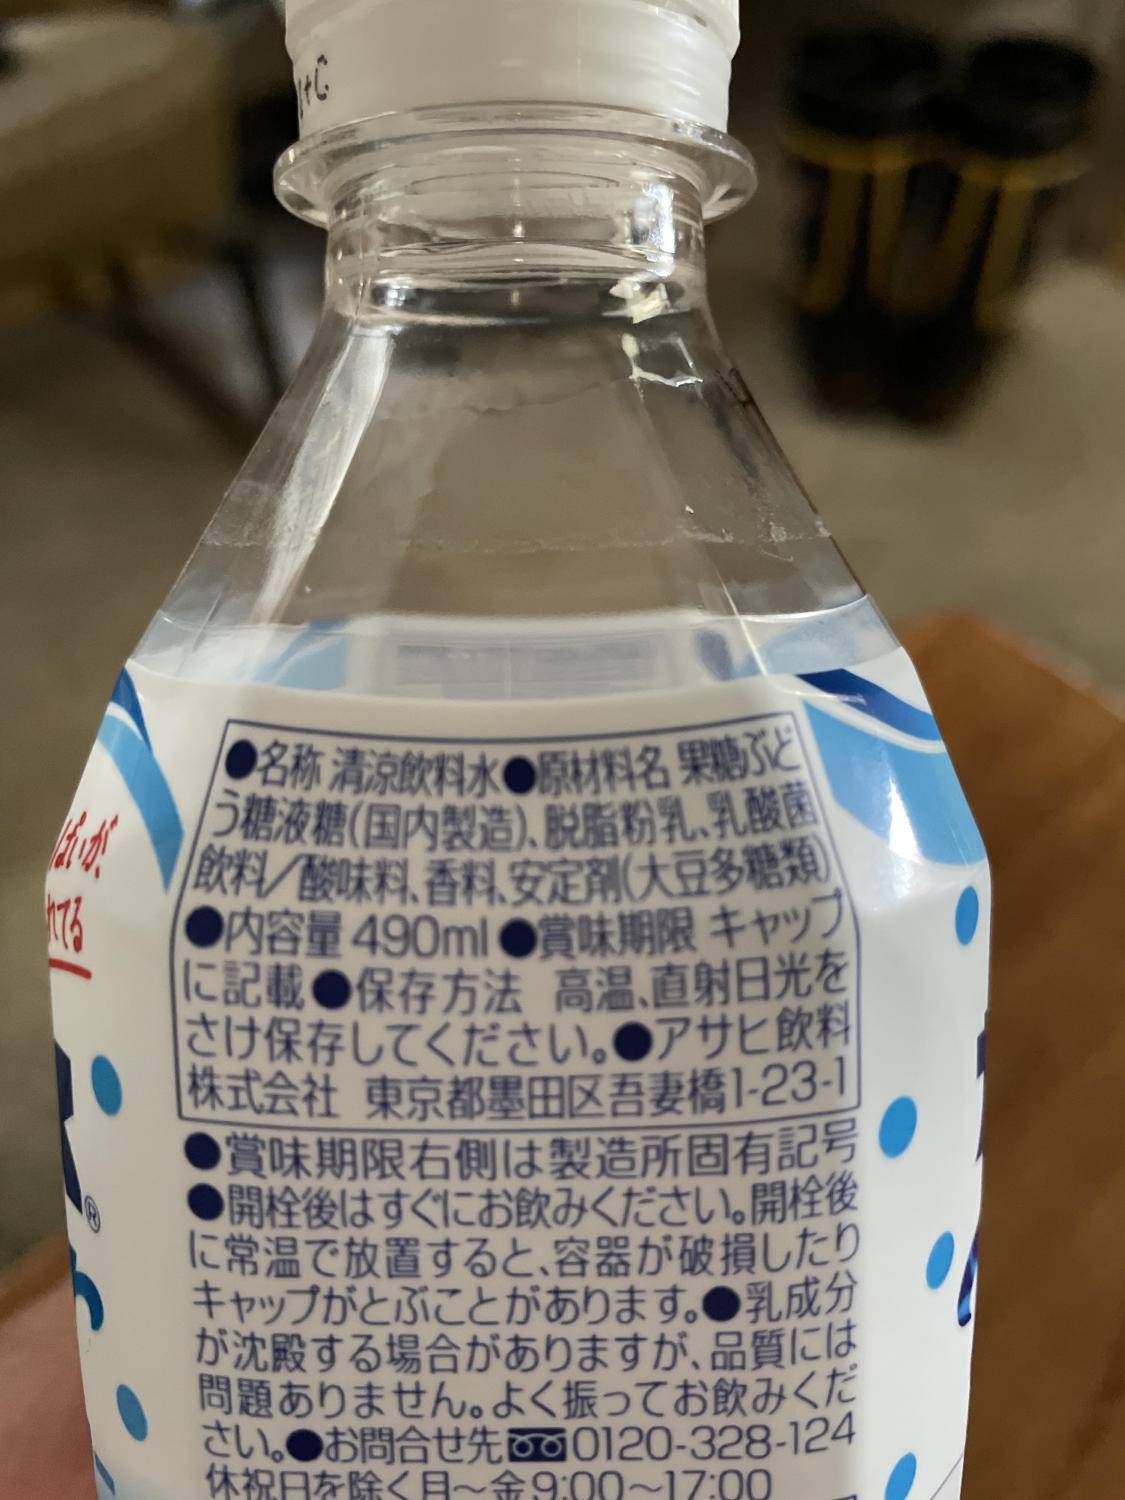 ●名称 清涼飲料水●原材料名 果糖ぶど
う糖液糖(国内製造)、脱脂粉乳、乳酸菌
飲料/酸味料、香料、安定剤(大豆多糖類)
●内容量 490ml ●賞味期限 キャップ
に記載 ●保存方法 高温、直射日光を
さけ保存してください。●アサヒ飲料
株式会社 東京都墨田区吾妻橋1-23-1
●賞味期限右側は製造所固有記号
●開栓後はすぐにお飲みください。開栓後
に常温で放置すると、容器が破損したり
キャップがとぶことがあります。●乳成分
が沈殿する場合がありますが、品質には
問題ありません。よく振ってお飲みくだ
さい。●お問合せ先 0120-328-124
休祝日を除く月～金9:00～17:00
ぱいが、
れてる
®